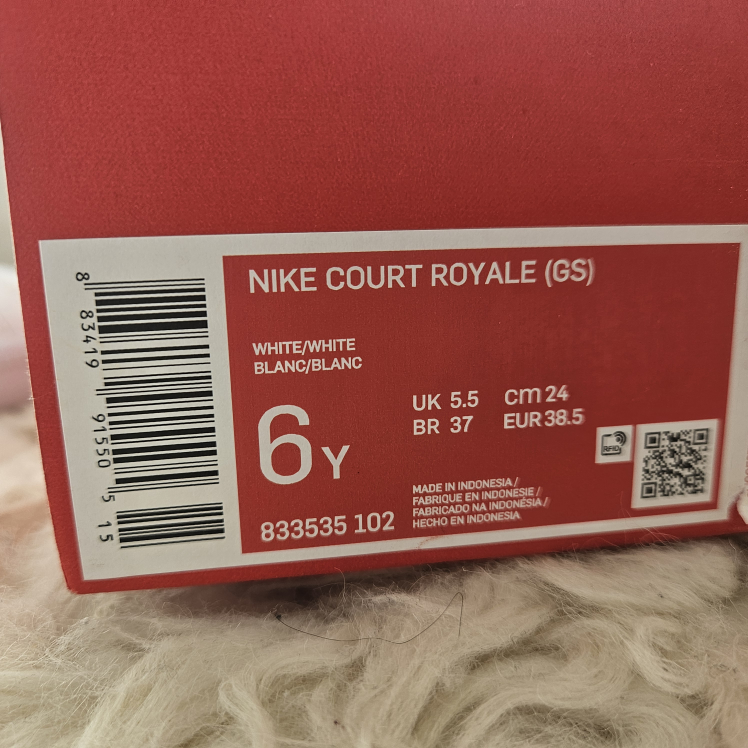 NIKE COURT ROYALE (GS)
WHITE/WHITE
BLANC/BLANC
6Y
UK 5.5 cm 24
BR 37 EUR 38.5
833535 102
MADE IN INDONESIA /
FABRIQUE EN INDONESIE /
FABRICADO NA INDONÉSIA /
HECHO EN INDONESIA
RFID
8 83419 91550 5 15